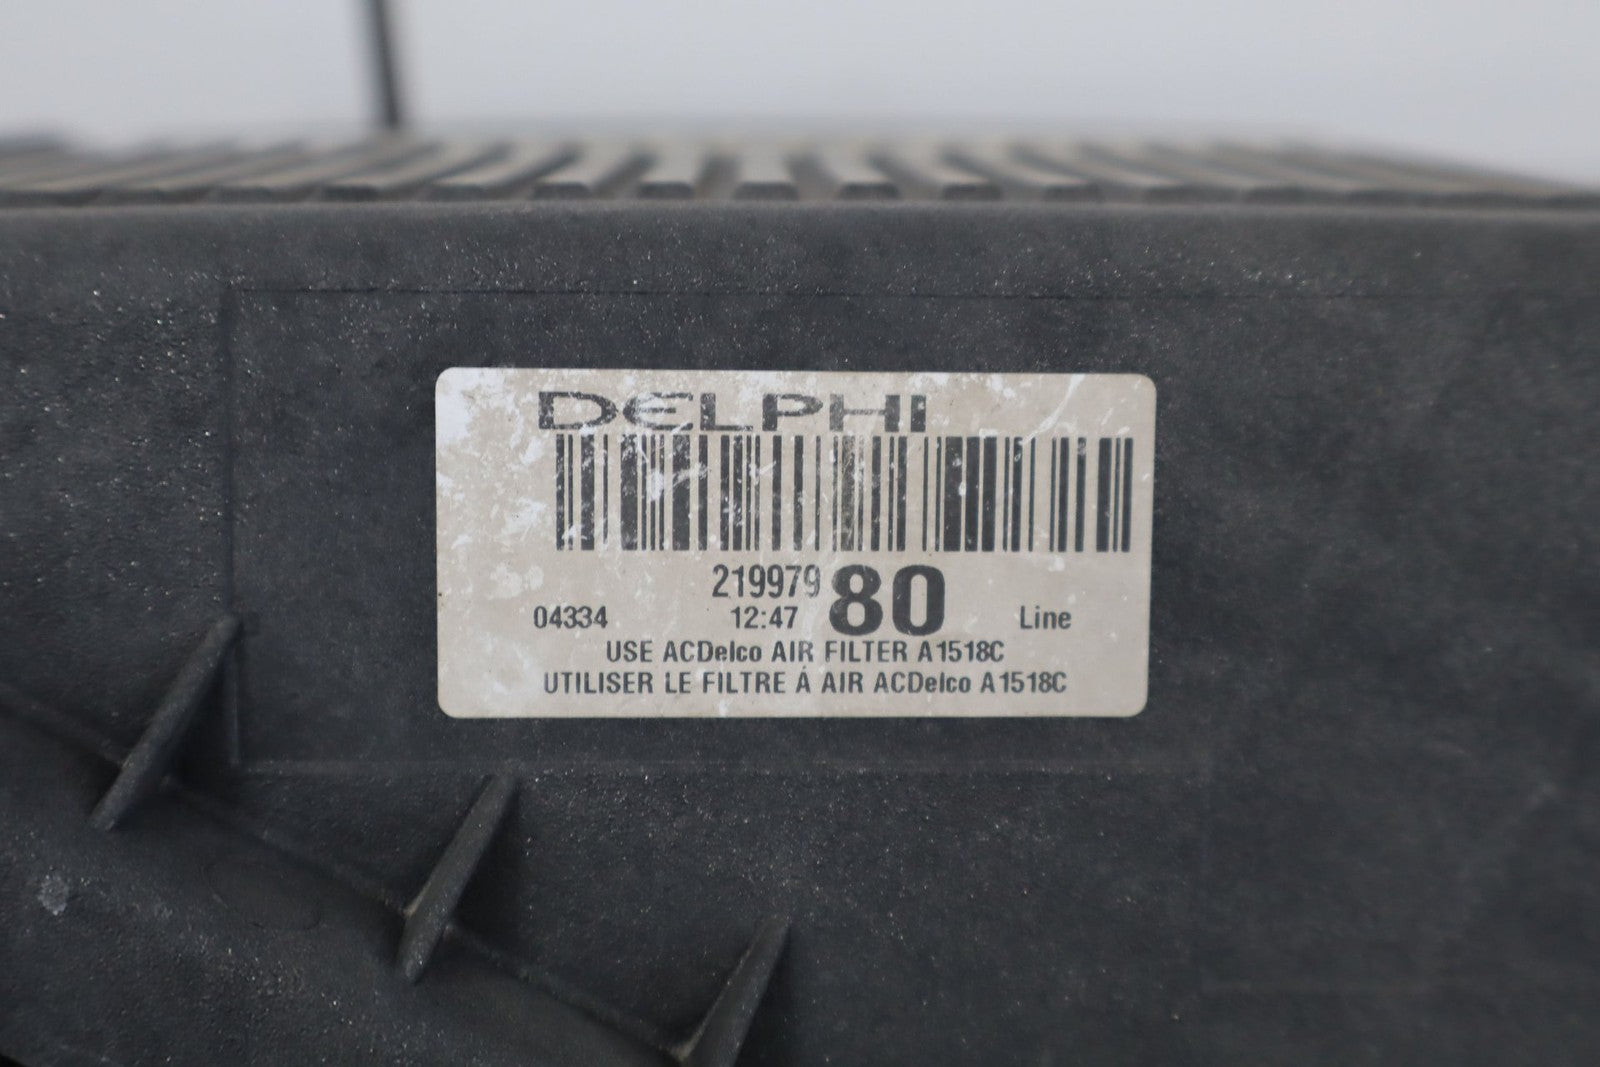 DELPHI
219979 80
04334 12:47 Line
USE ACDelco AIR FILTER A1518C
UTILISER LE FILTRE À AIR ACDelco A1518C